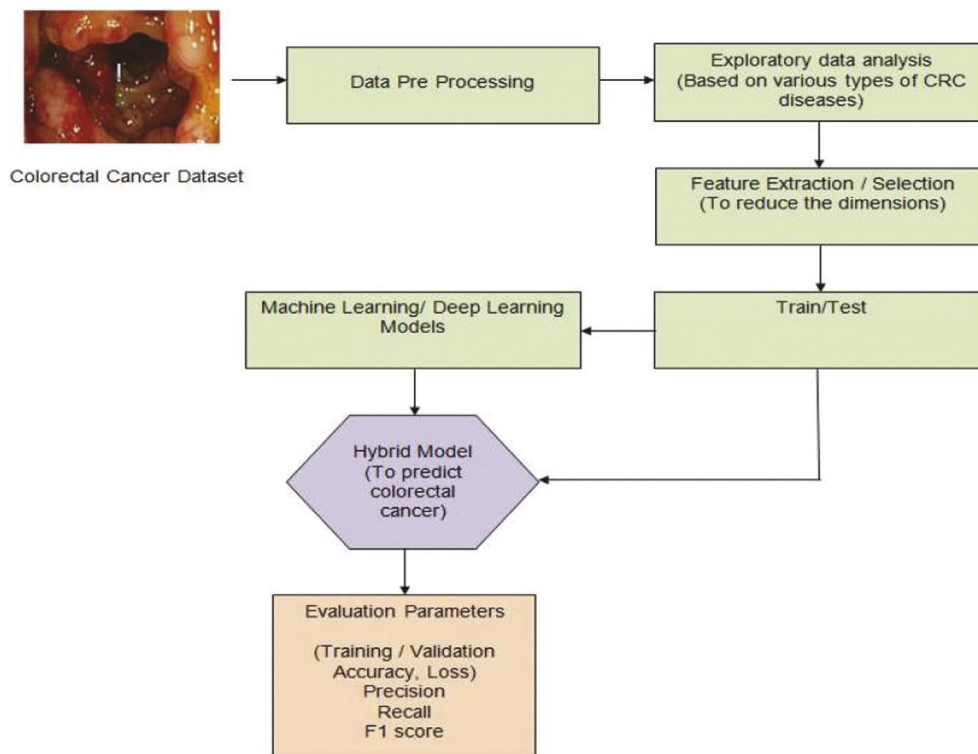 Colorectal Cancer Dataset
Data Pre Processing
Exploratory data analysis
(Based on various types of CRC
diseases)
Feature Extraction / Selection
(To reduce the dimensions)
Train/Test
Machine Learning/ Deep Learning
Models
Hybrid Model
(To predict
colorectal
cancer)
Evaluation Parameters
(Training / Validation
Accuracy, Loss)
Precision
Recall
F1 score